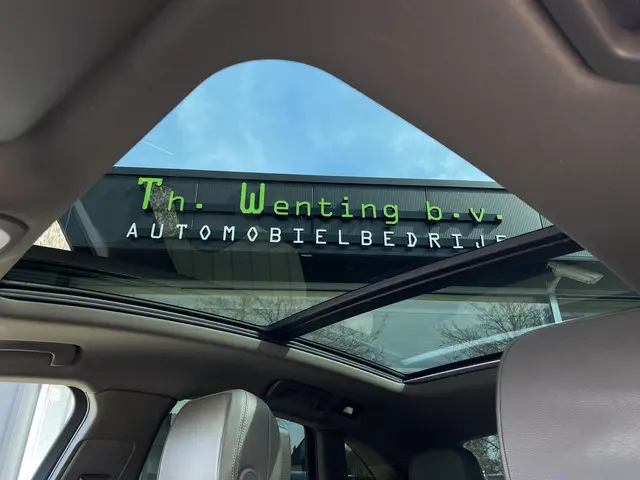 Th. Wenting b.v.
AUTOMOBIELBEDRIJF